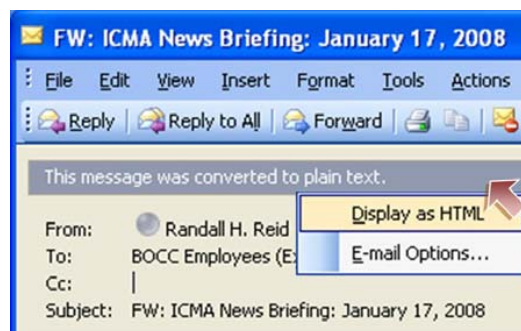 FW: ICMA News Briefing: January 17, 2008
File Edit View Insert Format Tools Actions
Reply Reply to All Forward
This message was converted to plain text.
Display as HTML
From: Randall H. Reid
E-mail Options...
To: BOCC Employees (E
Cc:
Subject: FW: ICMA News Briefing: January 17, 2008